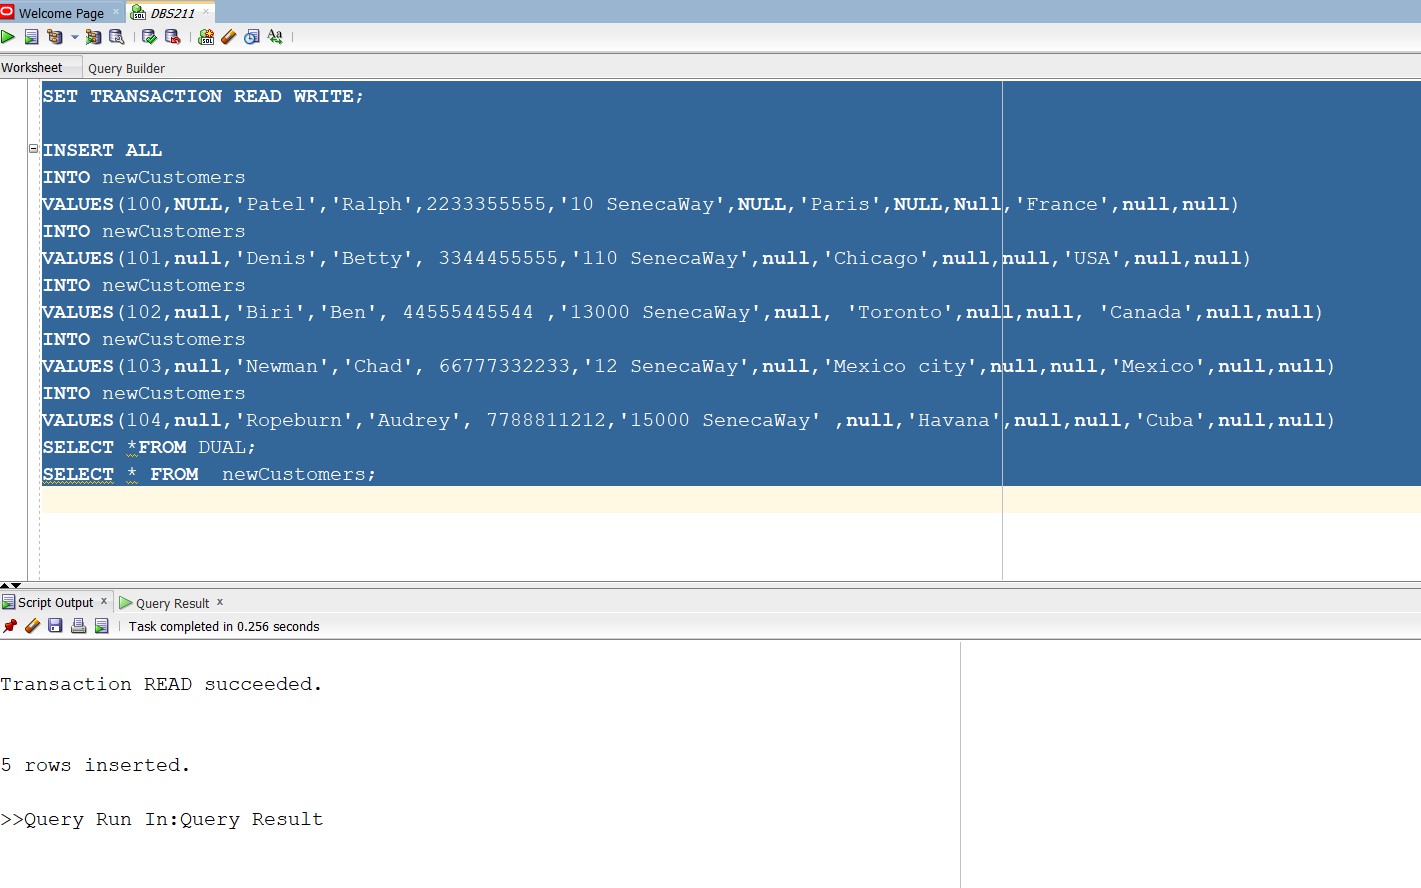 Welcome Page
DBS211
Worksheet
Query Builder
SET TRANSACTION READ WRITE;
INSERT ALL
INTO newCustomers
VALUES(100,NULL,'Patel','Ralph',2233355555,'10 SenecaWay',NULL,'Paris',NULL,Null,'France',null,null)
INTO newCustomers
VALUES(101,null,'Denis','Betty', 3344455555,'110 SenecaWay',null,'Chicago',null,null,'USA',null,null)
INTO newCustomers
VALUES(102,null,'Biri','Ben', 44555445544 ,'13000 SenecaWay',null, 'Toronto',null,null, 'Canada',null,null)
INTO newCustomers
VALUES(103,null,'Newman','Chad', 66777332233,'12 SenecaWay',null,'Mexico city',null,null,'Mexico',null,null)
INTO newCustomers
VALUES(104,null,'Ropeburn','Audrey', 7788811212,'15000 SenecaWay' ,null,'Havana',null,null,'Cuba',null,null)
SELECT *FROM DUAL;
SELECT * FROM  newCustomers;
Script Output
Query Result
Task completed in 0.256 seconds
Transaction READ succeeded.
5 rows inserted.
>>Query Run In:Query Result